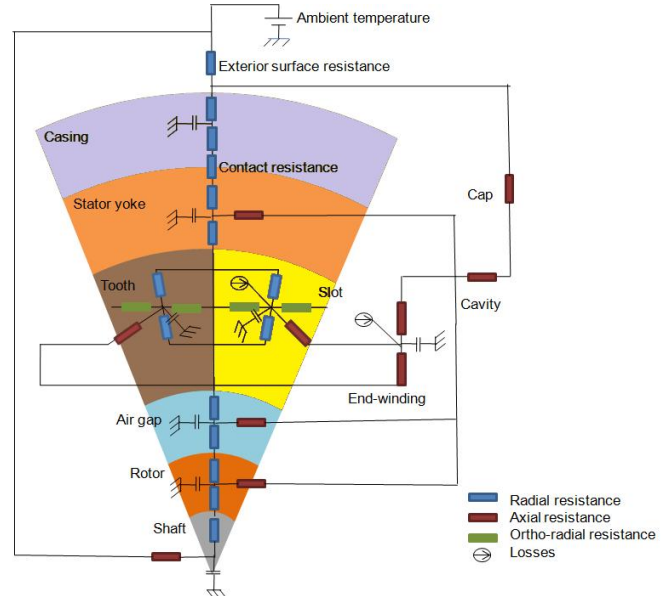 Ambient temperature
Exterior surface resistance
Casing
Contact resistance
Stator yoke
Cap
Tooth
Slot
Cavity
End-winding
Air gap
Rotor
Shaft
Radial resistance
Axial resistance
Ortho-radial resistance
Losses